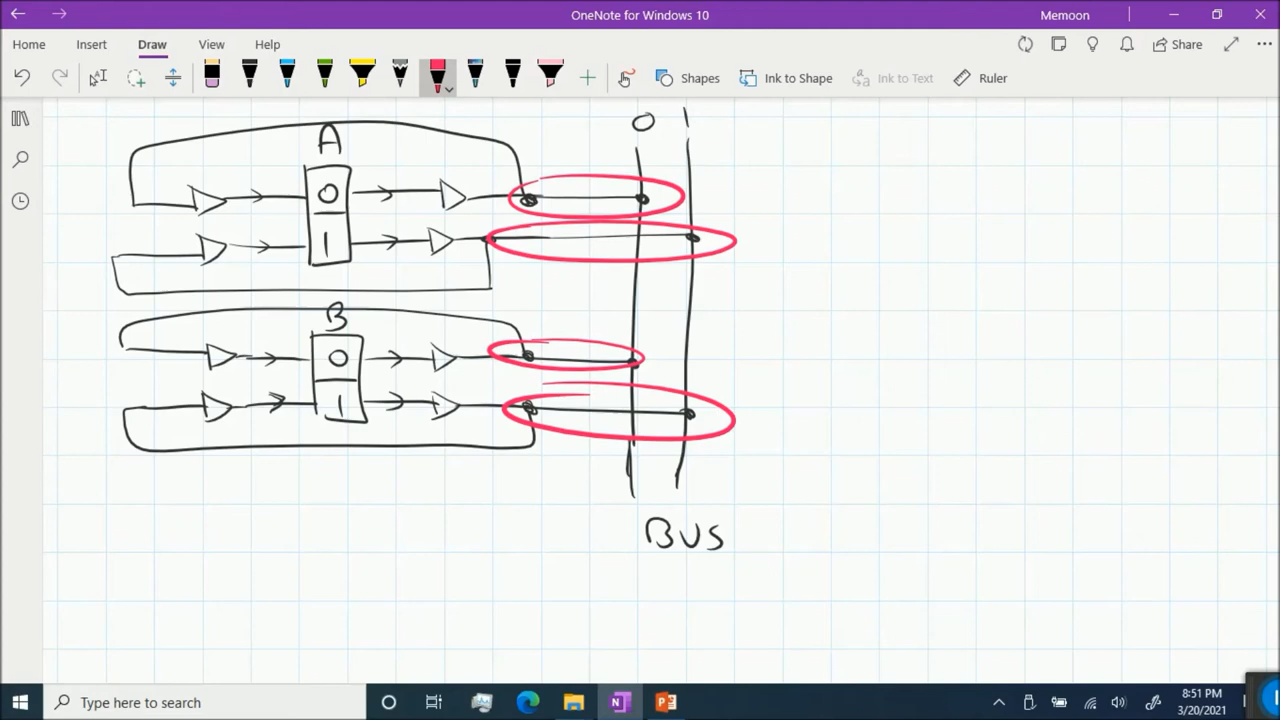 OneNote for Windows 10
Memoon
Home Insert Draw View Help
Share
Shapes Ink to Shape Ink to Text Ruler
A
0
1
0 1
B
0
1
BUS
Type here to search
8:51 PM
3/20/2021